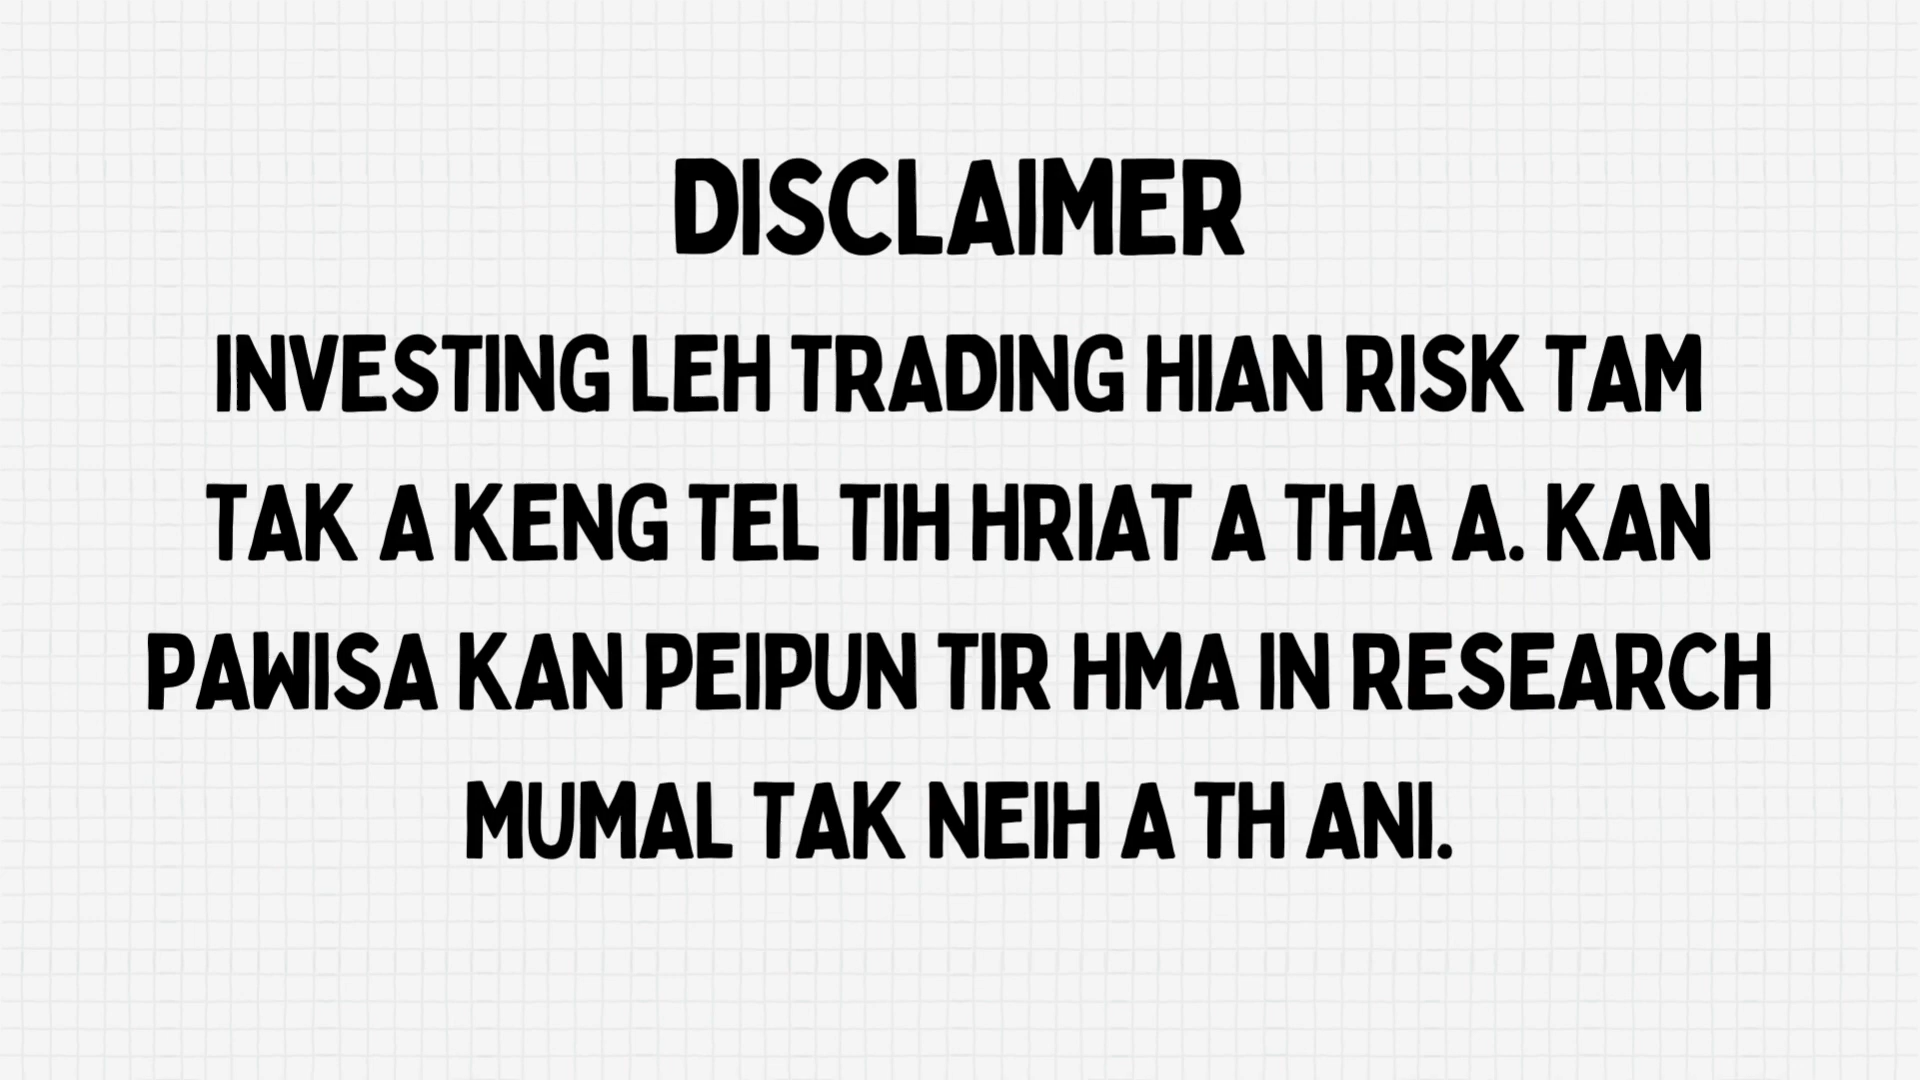 DISCLAIMER
INVESTING LEH TRADING HIAN RISK TAM
TAK A KENG TEL TIH HRIAT A THA A. KAN
PAWISA KAN PEIPUN TIR HMA IN RESEARCH
MUMAL TAK NEIH A TH ANI.